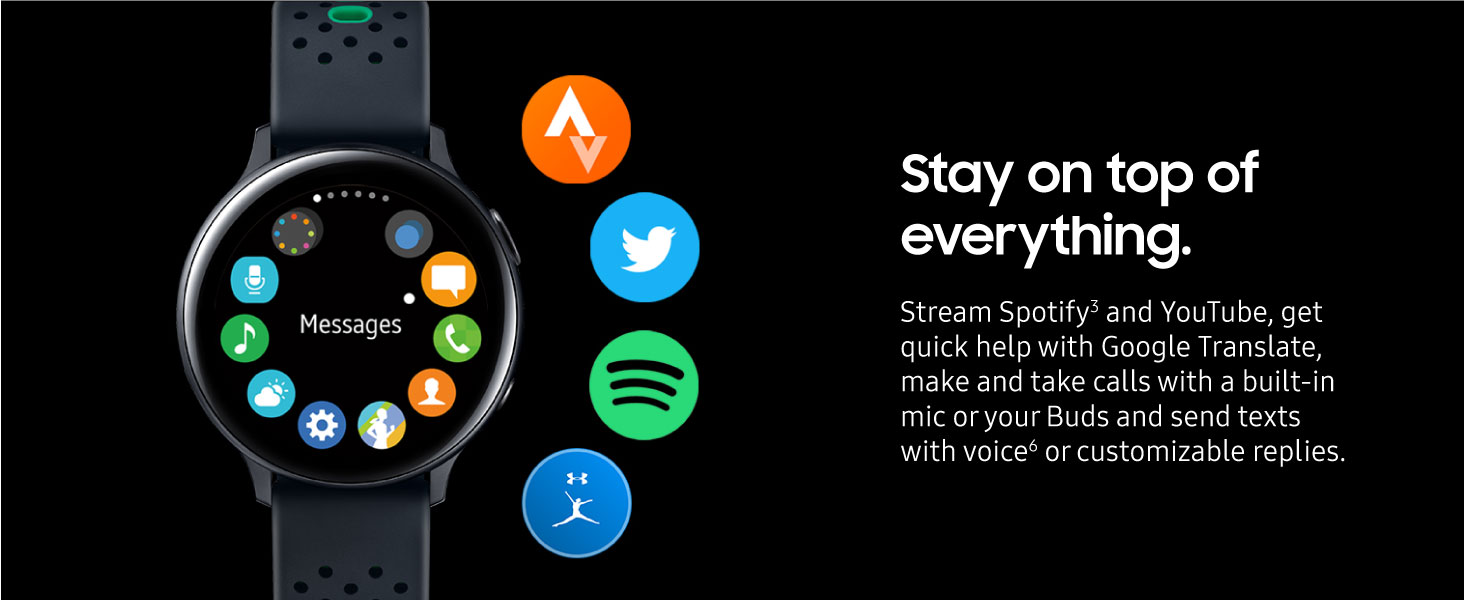 Messages
Stay on top of
everything.
Stream Spotify³ and YouTube, get
quick help with Google Translate,
make and take calls with a built-in
mic or your Buds and send texts
with voice⁶ or customizable replies.